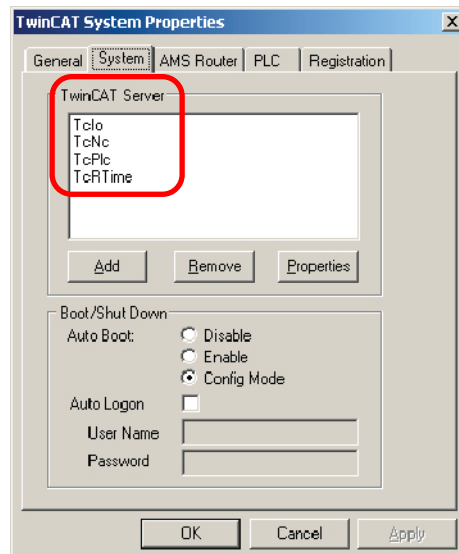 TwinCAT System Properties
General System AMS Router PLC Registration
TwinCAT Server
TcIo
TcNc
TcPlc
TcRTime
Add Remove Properties
Boot/Shut Down
Auto Boot: Disable
Enable
Config Mode
Auto Logon
User Name
Password
OK Cancel Apply